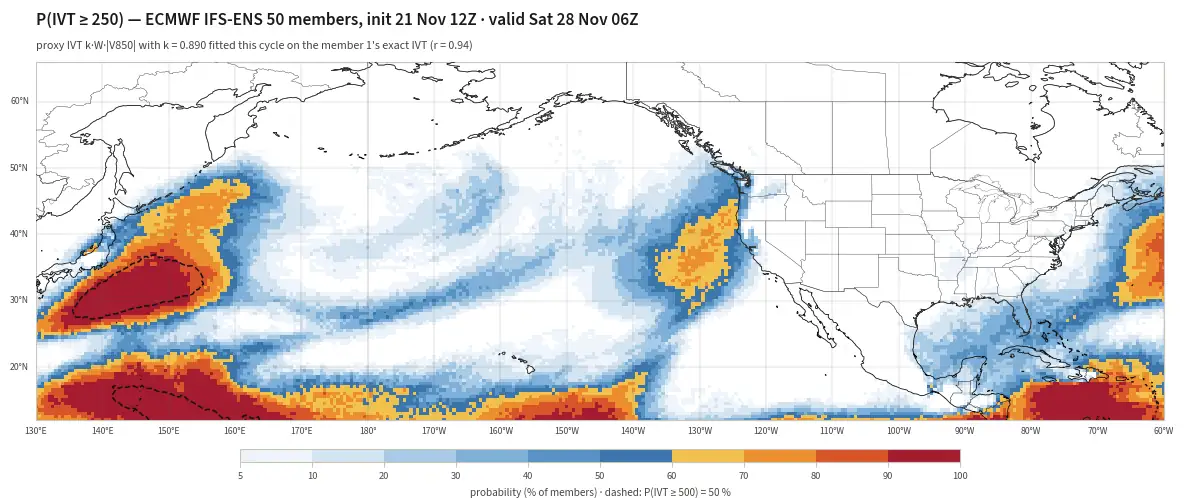 P(IVT ≥ 250) — ECMWF IFS-ENS 50 members, init 21 Nov 12Z · valid Sat 28 Nov 06Z
proxy IVT k·W·|V850| with k = 0.890 fitted this cycle on the member 1's exact IVT (r = 0.94)
60°N
50°N
40°N
30°N
20°N
130°E 140°E 150°E 160°E 170°E 180° 170°W 160°W 150°W 140°W 130°W 120°W 110°W 100°W 90°W 80°W 70°W 60°W
5 10 20 30 40 50 60 70 80 90 100
probability (% of members) · dashed: P(IVT ≥ 500) = 50 %